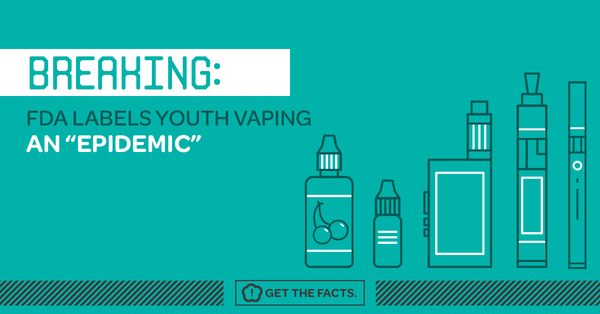 BREAKING:
FDA LABELS YOUTH VAPING
AN “EPIDEMIC”
! GET THE FACTS.